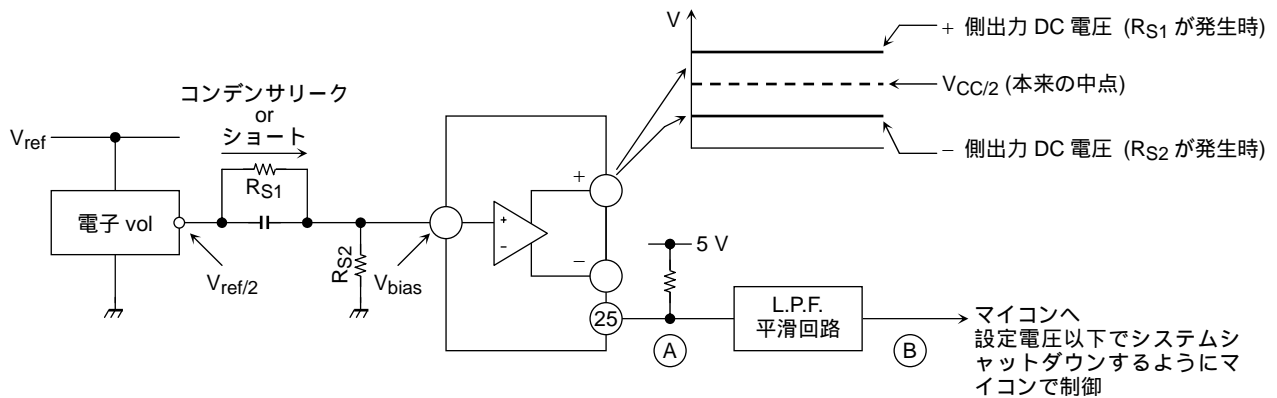 V
+ 側出力 DC 電圧 (RS1 が発生時)
VCC/2 (本来の中点)
− 側出力 DC 電圧 (RS2 が発生時)
コンデンサリーク
or
ショート
Vref
RS1
電子 vol
Vref/2
RS2
Vbias
+
-
+
−
25
5 V
A
L.P.F.
平滑回路
B
マイコンへ
設定電圧以下でシステムシ
ャットダウンするようにマ
イコンで制御